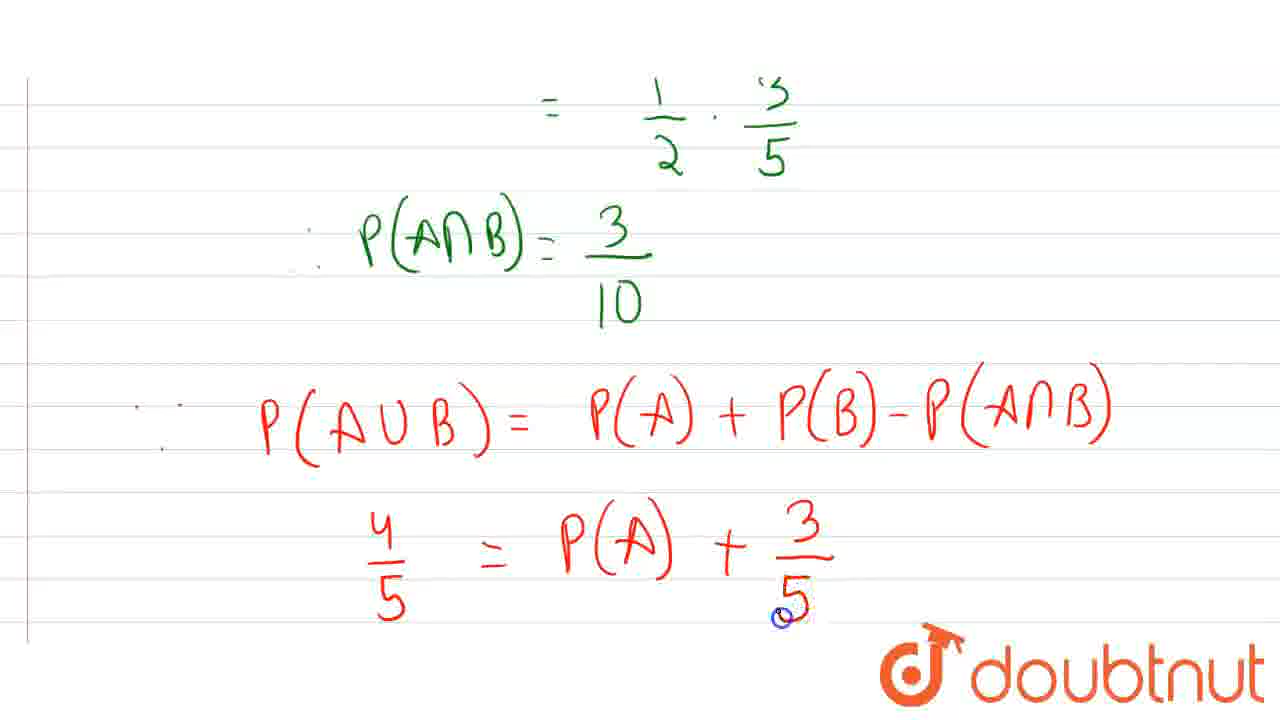 = 1/2 · 3/5
∴ P(A∩B) = 3/10
∵ P(A∪B) = P(A) + P(B) - P(A∩B)
4/5 = P(A) + 3/5
doubtnut